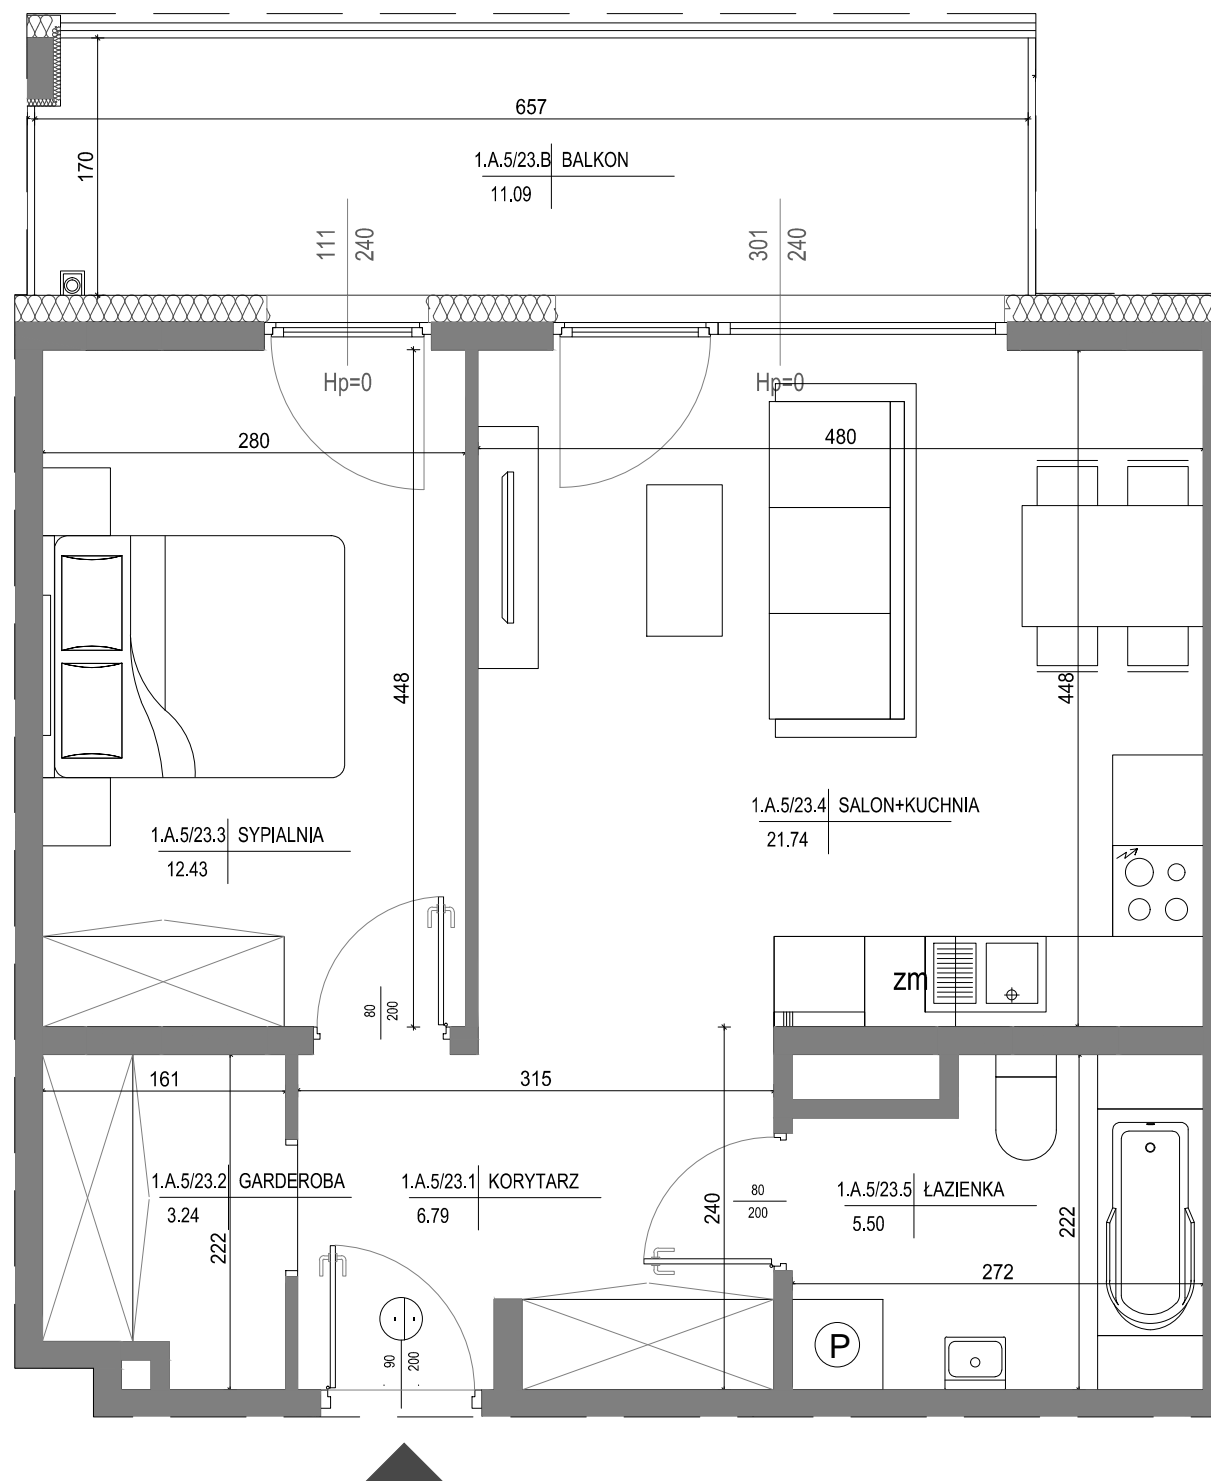 657
170
1.A.5/23.B BALKON
11.09
111
240
301
240
Hp=0
Hp=0
280
480
448
448
1.A.5/23.4 SALON+KUCHNIA
21.74
1.A.5/23.3 SYPIALNIA
12.43
zm
80
200
161
315
1.A.5/23.2 GARDEROBA
3.24
222
1.A.5/23.1 KORYTARZ
6.79
240
80
200
1.A.5/23.5 ŁAZIENKA
5.50
222
272
90
200
P